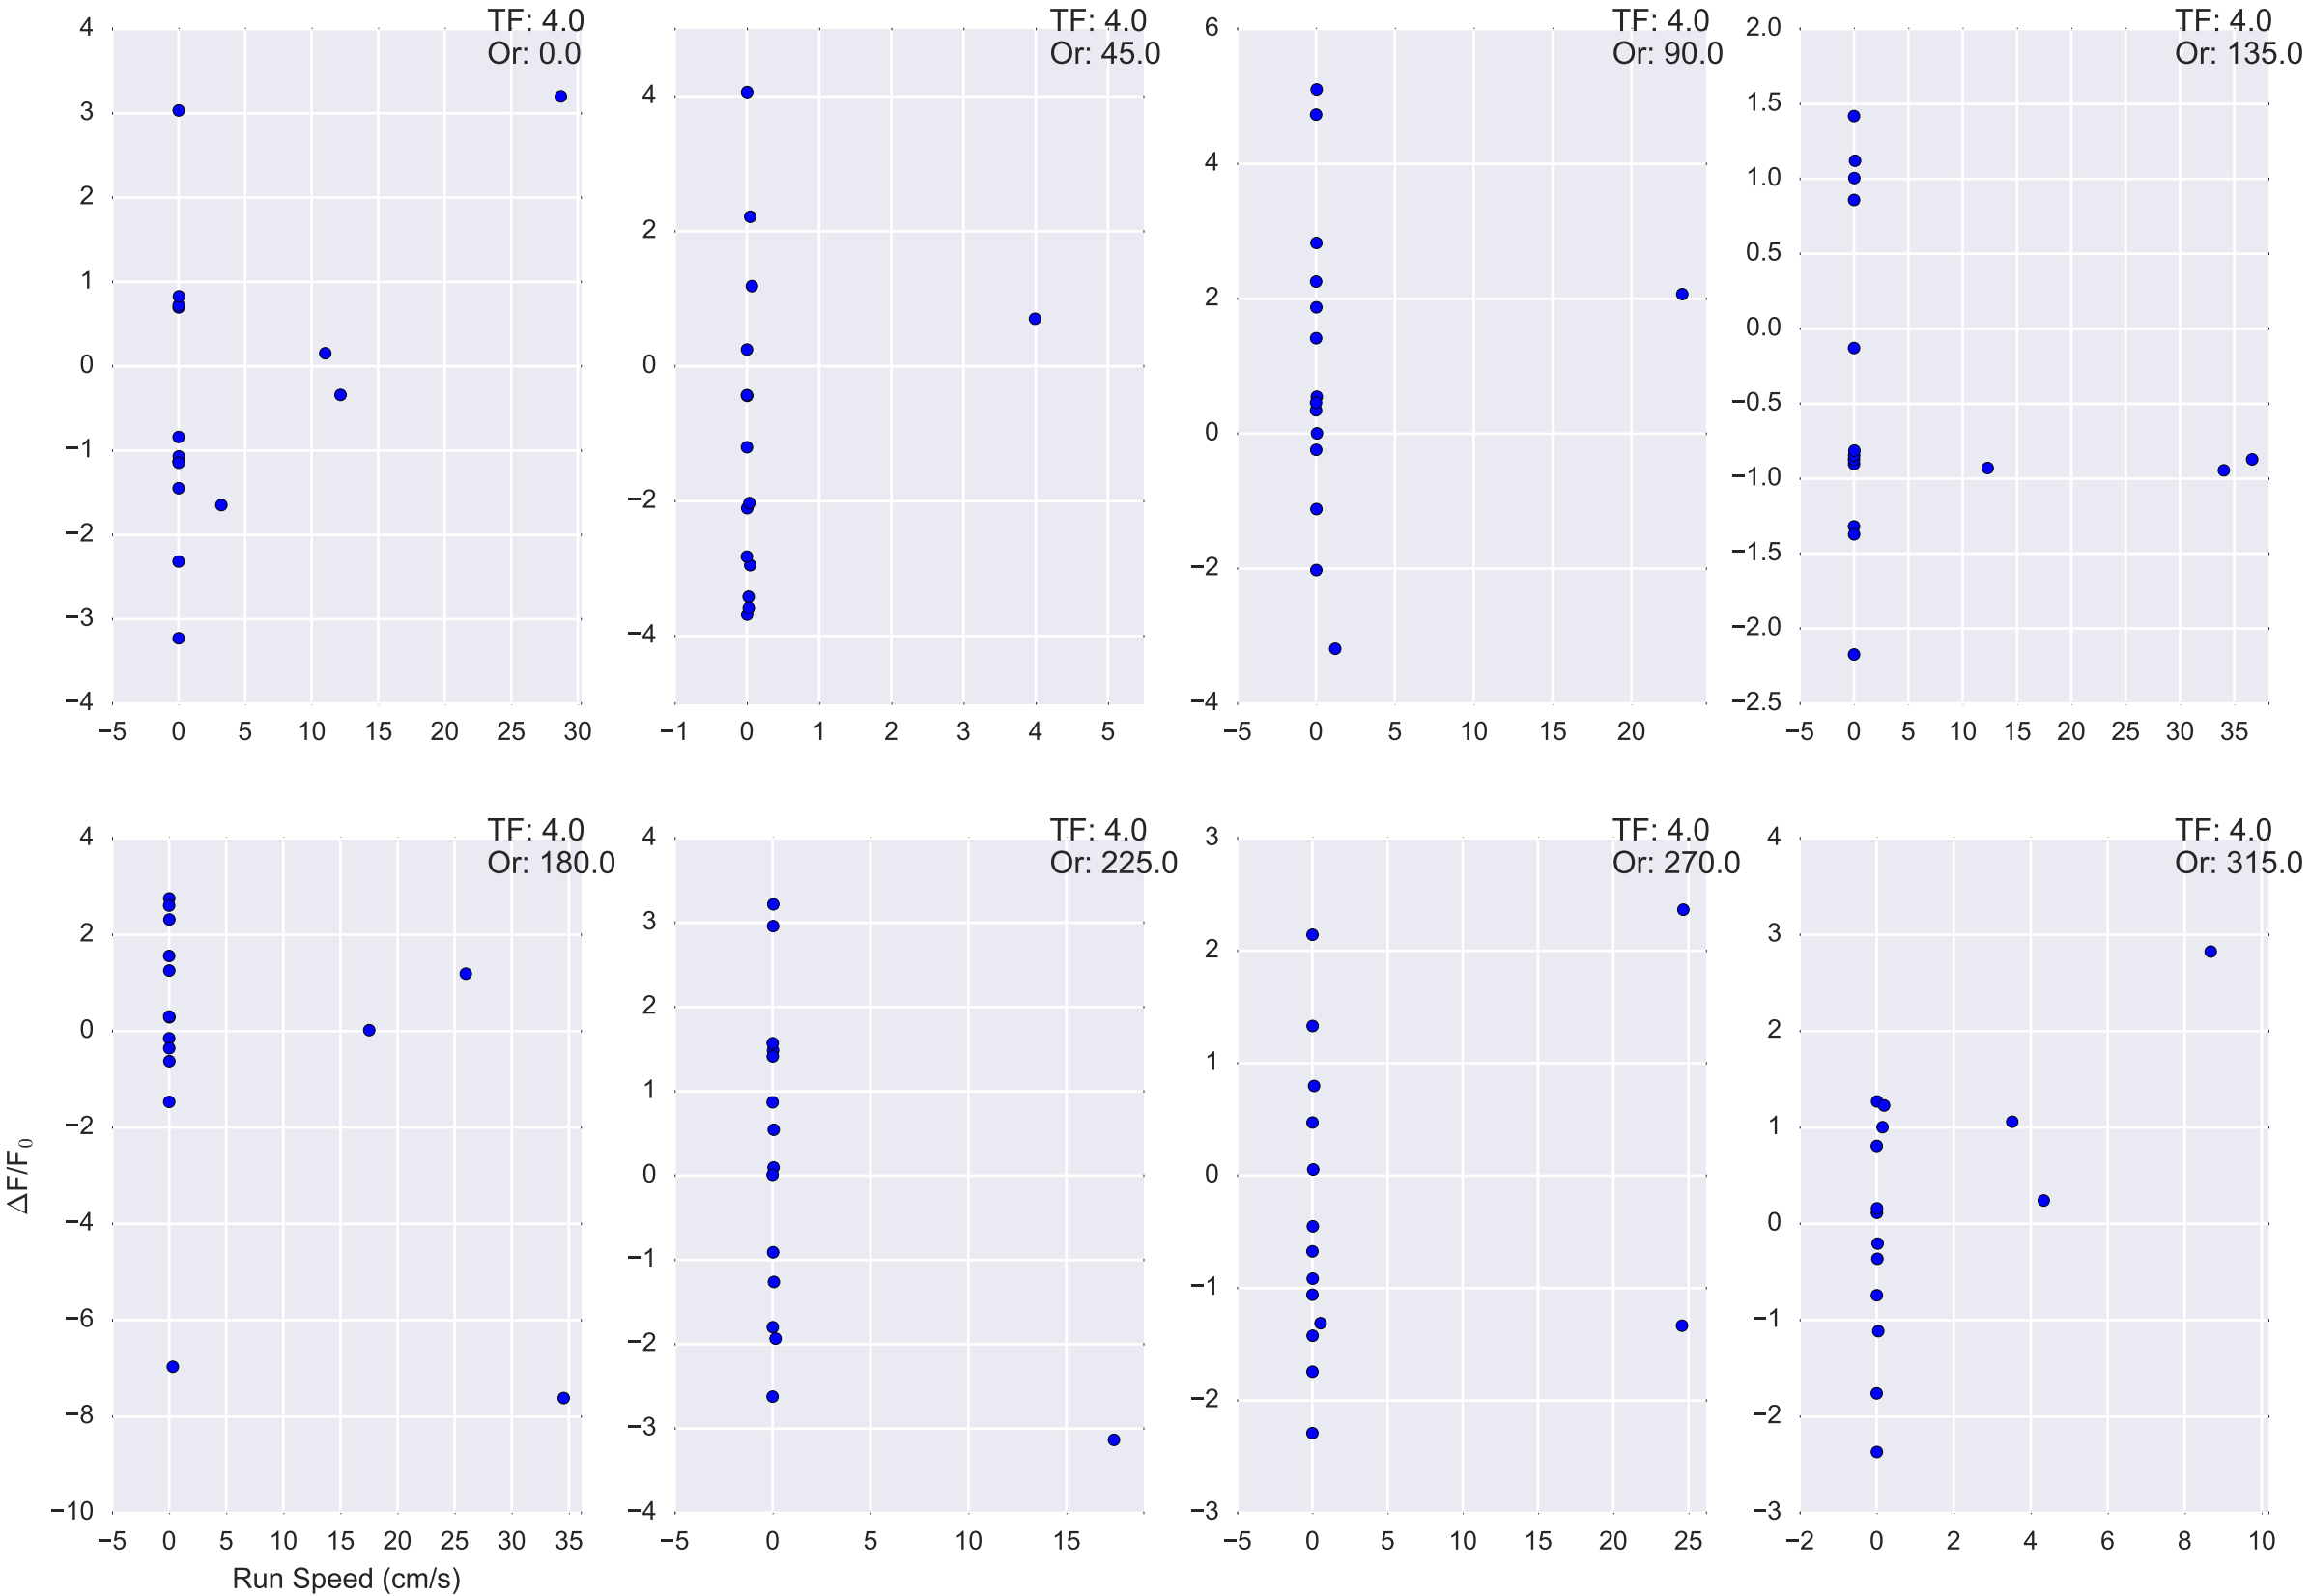 TF: 4.0
Or: 0.0
4
3
2
1
0
−1
−2
−3
−4
−5 0 5 10 15 20 25 30
TF: 4.0
Or: 45.0
4
2
0
−2
−4
−1 0 1 2 3 4 5
TF: 4.0
Or: 90.0
6
4
2
0
−2
−4
−5 0 5 10 15 20
TF: 4.0
Or: 135.0
2.0
1.5
1.0
0.5
0.0
−0.5
−1.0
−1.5
−2.0
−2.5
−5 0 5 10 15 20 25 30 35
TF: 4.0
Or: 180.0
4
2
0
−2
−4
−6
−8
−10
−5 0 5 10 15 20 25 30 35
ΔF/F₀
Run Speed (cm/s)
TF: 4.0
Or: 225.0
4
3
2
1
0
−1
−2
−3
−4
−5 0 5 10 15
TF: 4.0
Or: 270.0
3
2
1
0
−1
−2
−3
−5 0 5 10 15 20 25
TF: 4.0
Or: 315.0
4
3
2
1
0
−1
−2
−3
−2 0 2 4 6 8 10